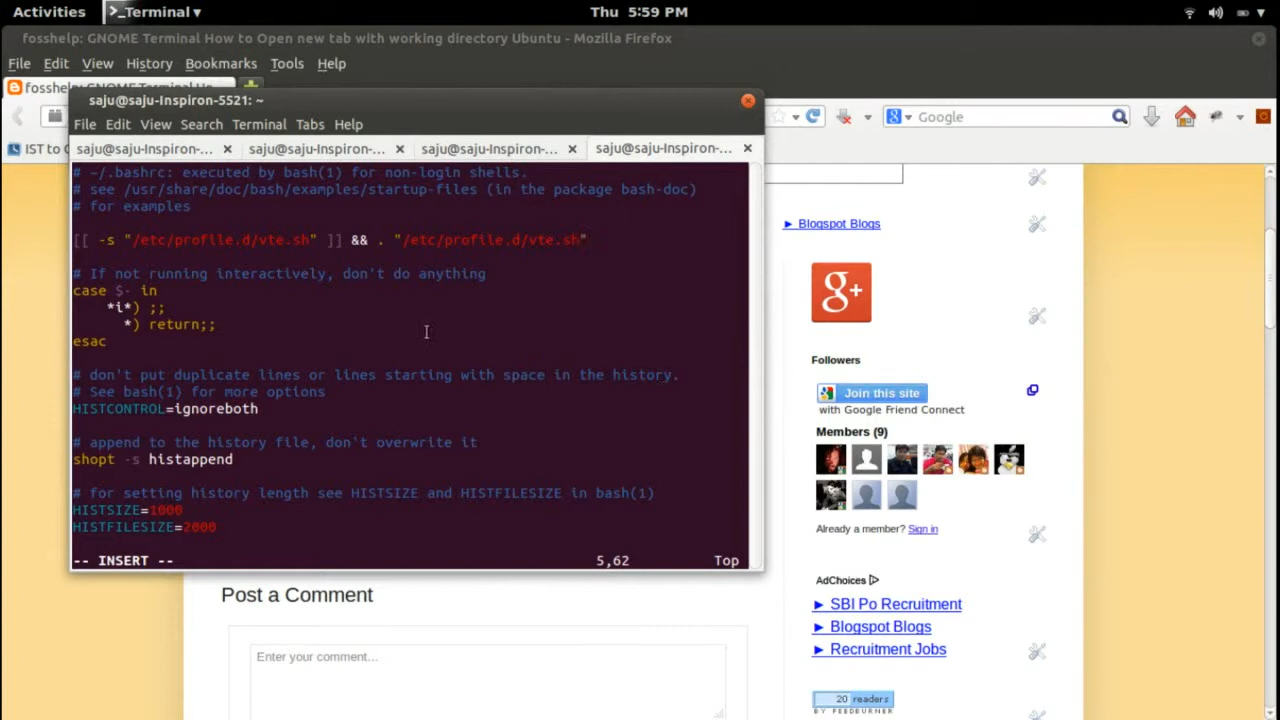 Activities
>_Terminal ▾
Thu 5:59 PM
fosshelp: GNOME Terminal How to Open new tab with working directory Ubuntu - Mozilla Firefox
File Edit View History Bookmarks Tools Help
fosshelp: GNOME Terminal Ho
Google
IST to C
saju@saju-Inspiron-5521: ~
File Edit View Search Terminal Tabs Help
saju@saju-Inspiron-... × saju@saju-Inspiron-... × saju@saju-Inspiron-... × saju@saju-Inspiron-... ×
# ~/.bashrc: executed by bash(1) for non-login shells.
# see /usr/share/doc/bash/examples/startup-files (in the package bash-doc)
# for examples
[[ -s "/etc/profile.d/vte.sh" ]] && . "/etc/profile.d/vte.sh"
# If not running interactively, don't do anything
case $- in
*i*) ;;
*) return;;
esac
# don't put duplicate lines or lines starting with space in the history.
# See bash(1) for more options
HISTCONTROL=ignoreboth
# append to the history file, don't overwrite it
shopt -s histappend
# for setting history length see HISTSIZE and HISTFILESIZE in bash(1)
HISTSIZE=1000
HISTFILESIZE=2000
-- INSERT -- 5,62 Top
► Blogspot Blogs
g+
Followers
Join this site
with Google Friend Connect
Members (9)
Already a member? Sign in
AdChoices
► SBI Po Recruitment
► Blogspot Blogs
► Recruitment Jobs
20 readers
BY FEEDBURNER
Post a Comment
Enter your comment...